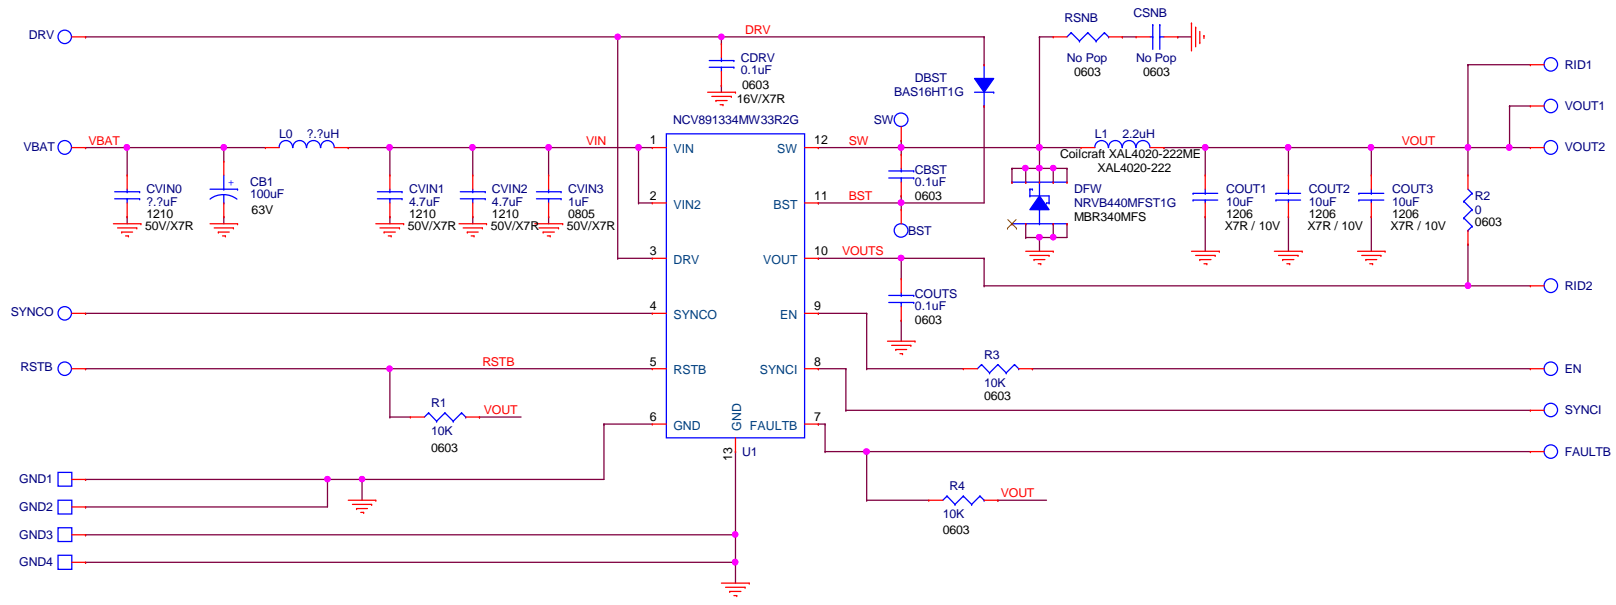 DRV
DRV
CDRV
0.1uF
0603
16V/X7R
DBST
BAS16HT1G
RSNB
No Pop
0603
CSNB
No Pop
0603
RID1
VOUT1
VOUT2
VBAT
VBAT
L0 ?.?uH
VIN
CVIN0
?.?uF
1210
50V/X7R
CB1
+
100uF
63V
CVIN1
4.7uF
1210
50V/X7R
CVIN2
4.7uF
1210
50V/X7R
CVIN3
1uF
0805
50V/X7R
NCV891334MW33R2G
1 VIN
2 VIN2
3 DRV
4 SYNCO
5 RSTB
6 GND
12 SW
11 BST
10 VOUT
9 EN
8 SYNCI
7 FAULTB
GND
13
U1
SW
SW
CBST
0.1uF
0603
BST
BST
VOUTS
COUTS
0.1uF
0603
L1 2.2uH
Coilcraft XAL4020-222ME
XAL4020-222
DFW
NRVB440MFST1G
MBR340MFS
VOUT
COUT1
10uF
1206
X7R / 10V
COUT2
10uF
1206
X7R / 10V
COUT3
10uF
1206
X7R / 10V
R2
0
0603
RID2
SYNCO
RSTB
RSTB
R1
10K
0603
VOUT
R3
10K
0603
EN
SYNCI
FAULTB
R4
10K
0603
VOUT
GND1
GND2
GND3
GND4